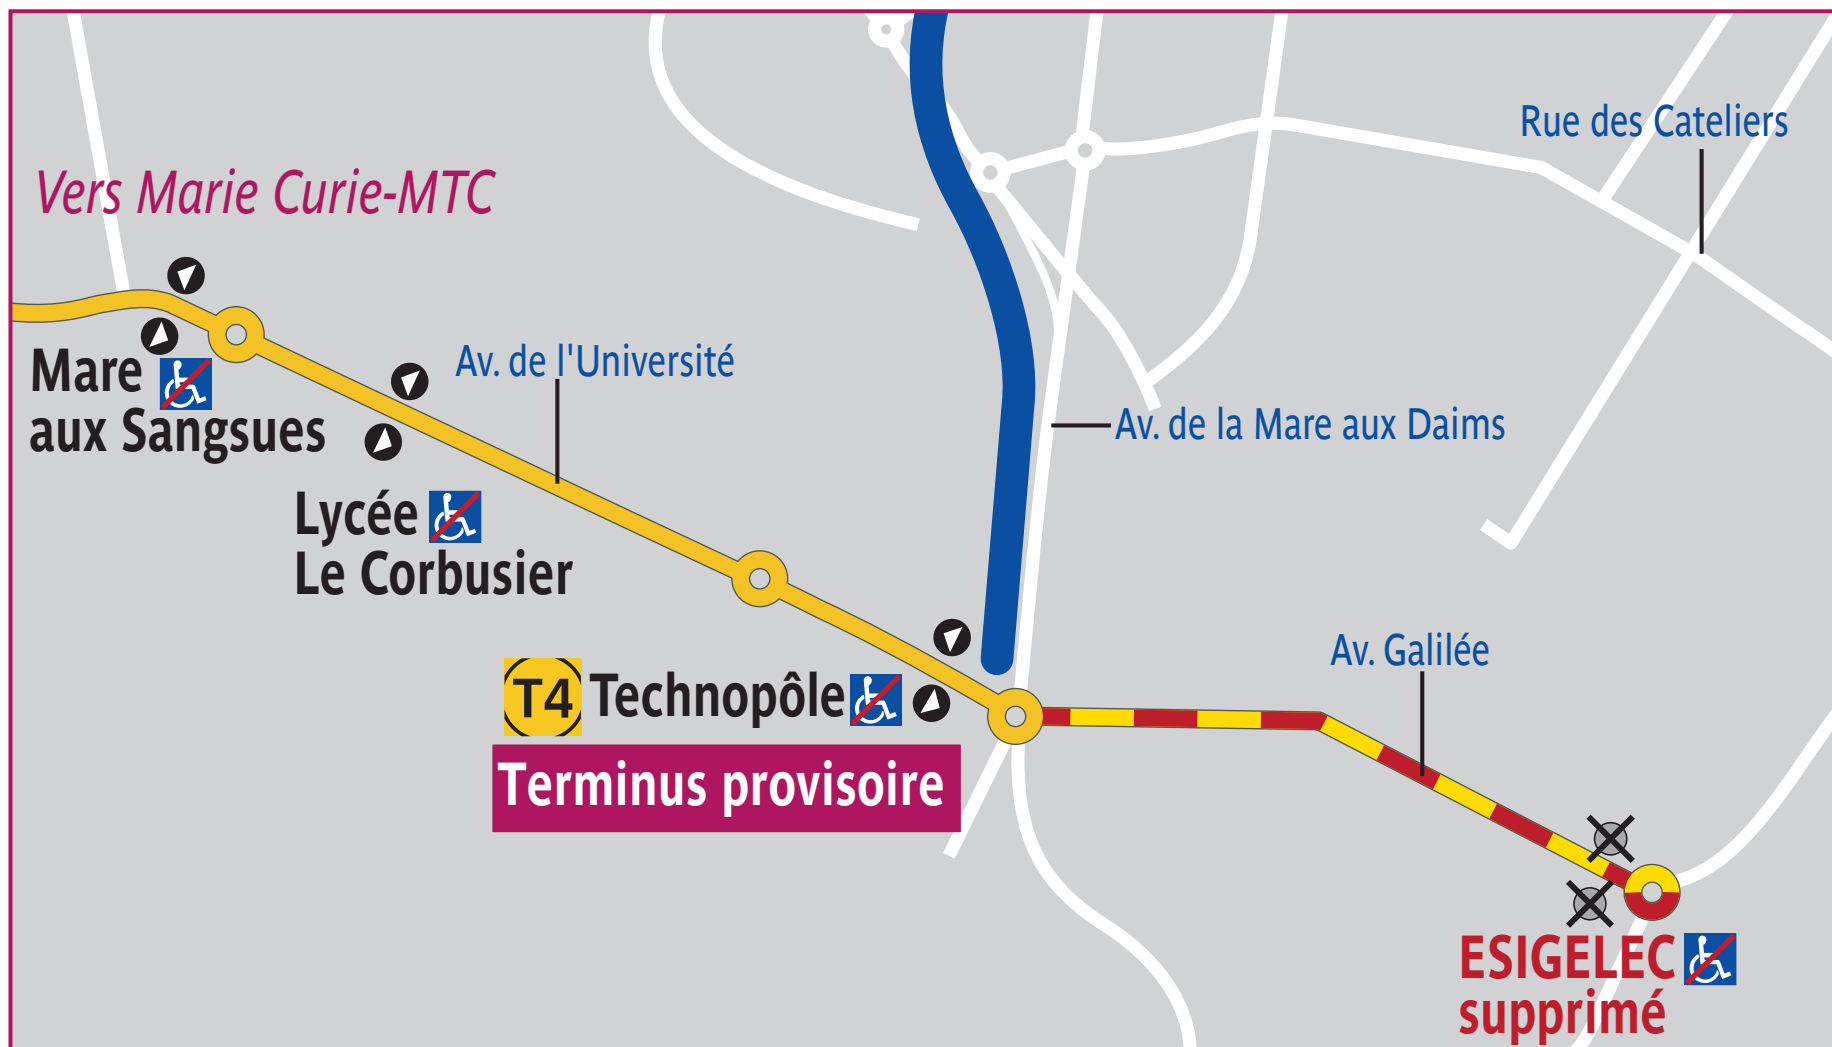 Rue des Cateliers
Vers Marie Curie-MTC
Mare
aux Sangsues
Av. de l'Université
Av. de la Mare aux Daims
Lycée
Le Corbusier
Av. Galilée
T4 Technopôle
Terminus provisoire
ESIGELEC
supprimé